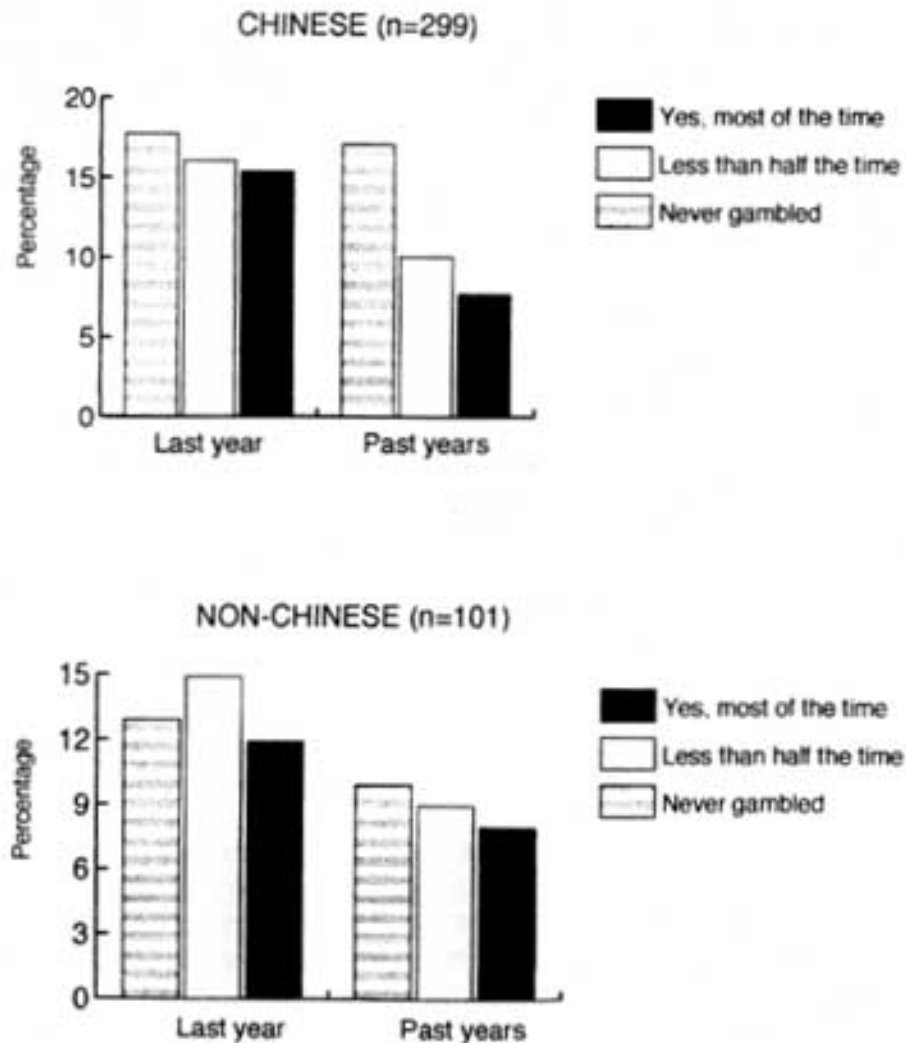 CHINESE (n=299)
20
15
10
5
0
Percentage
Last year
Past years
Yes, most of the time
Less than half the time
Never gambled
NON-CHINESE (n=101)
15
12
9
6
3
0
Percentage
Last year
Past years
Yes, most of the time
Less than half the time
Never gambled